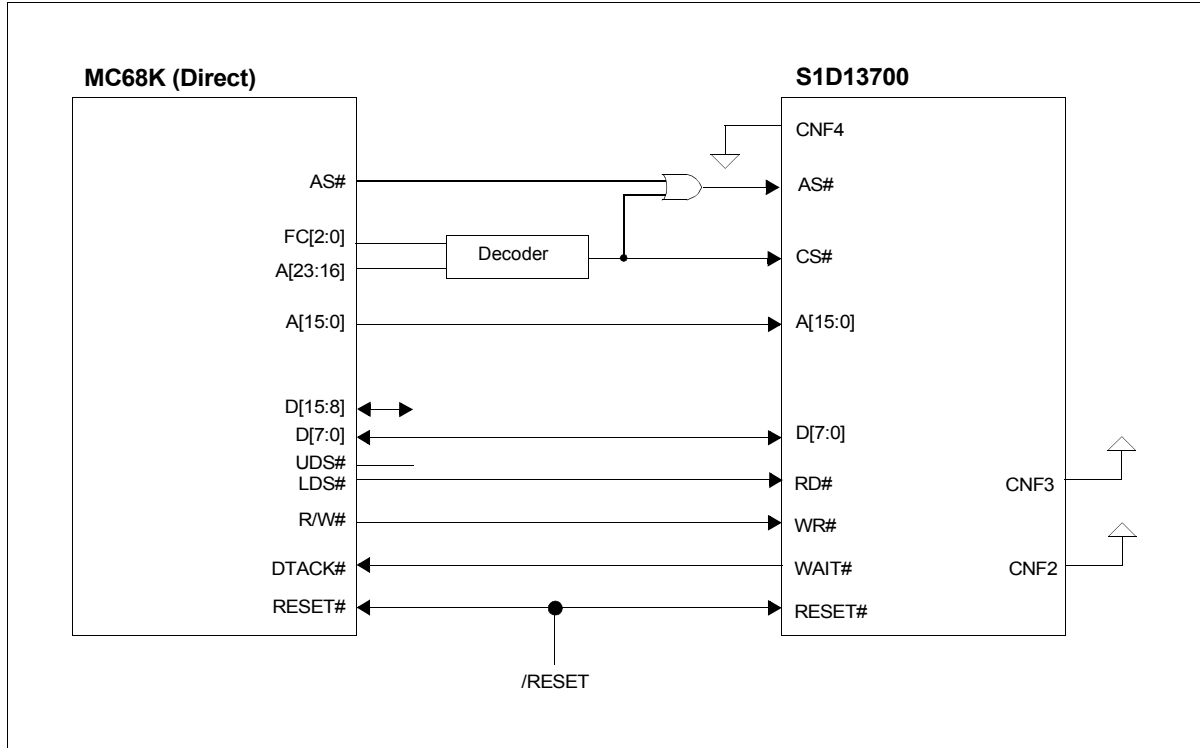 MC68K (Direct)
S1D13700
CNF4
AS#
AS#
FC[2:0]
Decoder
CS#
A[23:16]
A[15:0]
A[15:0]
D[15:8]
D[7:0]
D[7:0]
UDS#
LDS#
RD#
CNF3
R/W#
WR#
DTACK#
WAIT#
CNF2
RESET#
RESET#
/RESET